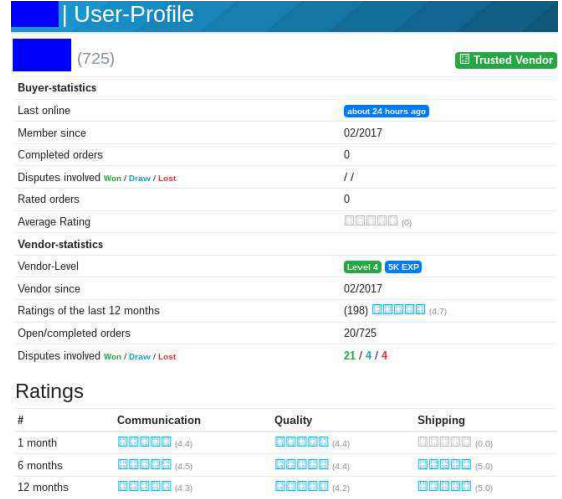 | User-Profile
(725) Trusted Vendor
Buyer-statistics
Last online about 24 hours ago
Member since 02/2017
Completed orders 0
Disputes involved Won / Draw / Lost / /
Rated orders 0
Average Rating (0)
Vendor-statistics
Vendor-Level Level 4 5K EXP
Vendor since 02/2017
Ratings of the last 12 months (198) (4.7)
Open/completed orders 20/725
Disputes involved Won / Draw / Lost 21 / 4 / 4
Ratings
# Communication Quality Shipping
1 month (4.4) (4.4) (0.0)
6 months (4.5) (4.4) (5.0)
12 months (4.3) (4.2) (5.0)